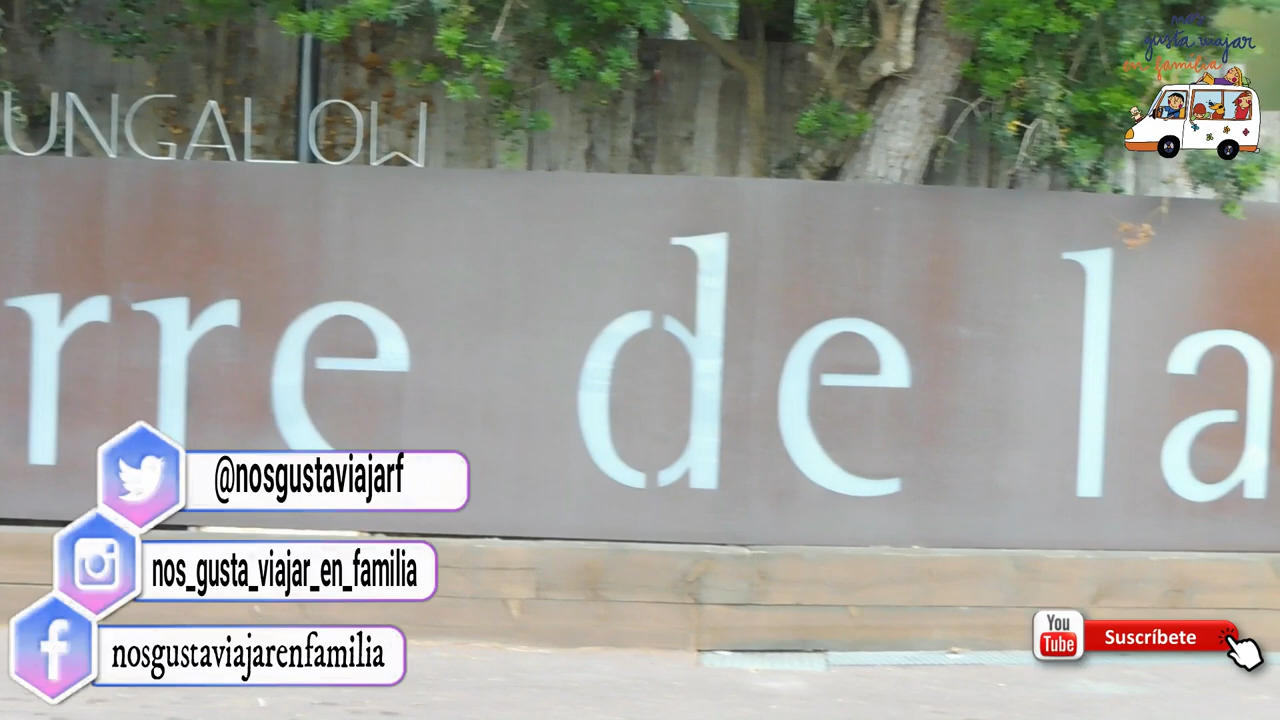 nos
gusta viajar
en familia
UNGALOW
rre de la
@nosgustaviajarf
nos_gusta_viajar_en_familia
nosgustaviajarenfamilia
You
Tube
Suscríbete